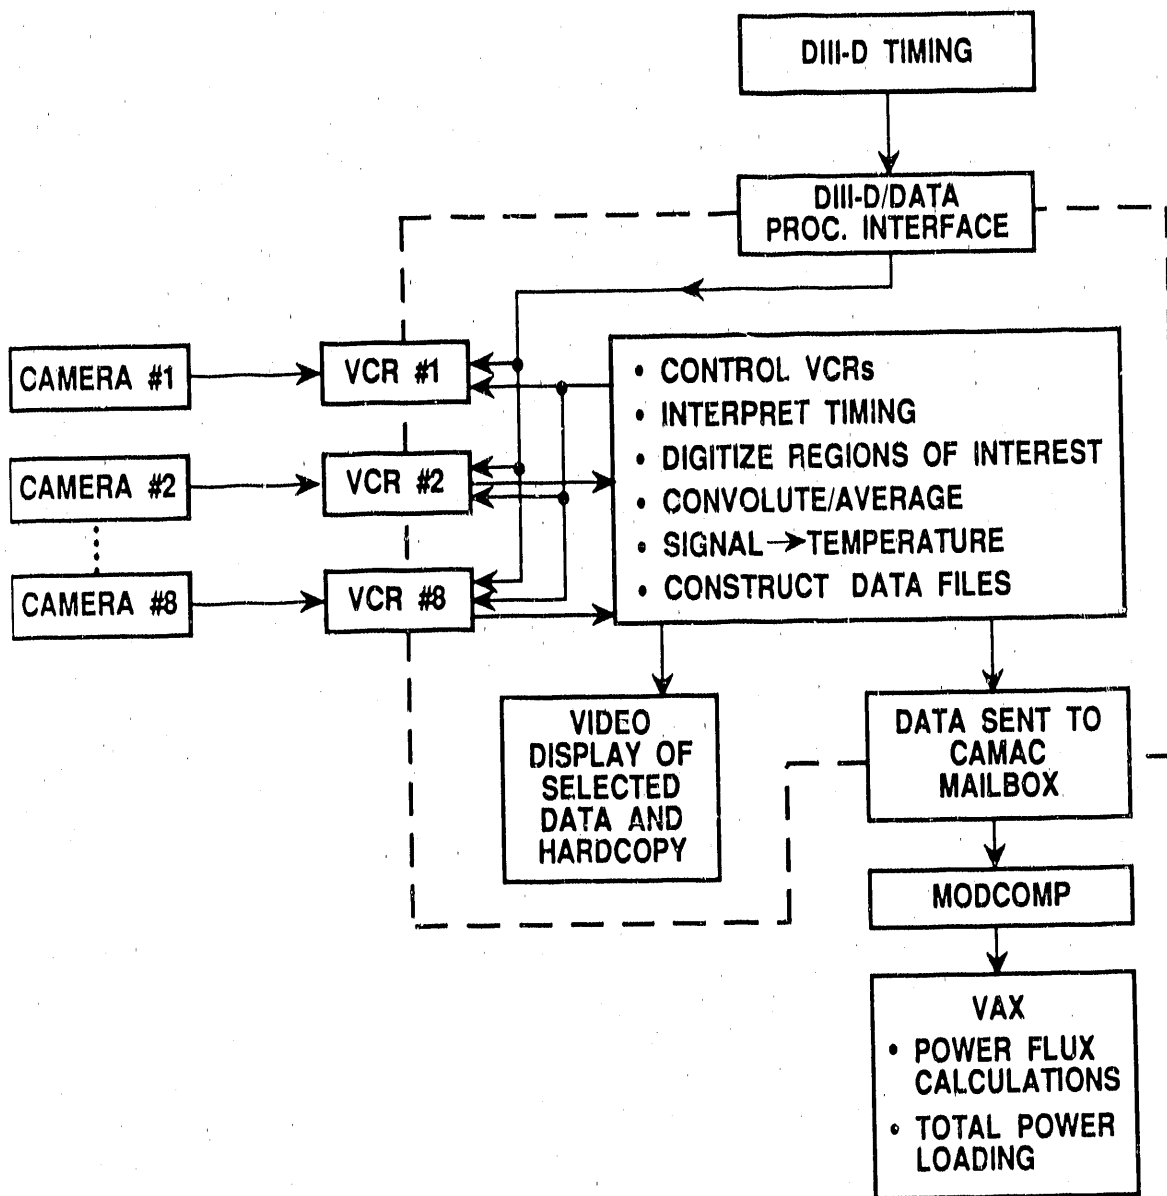 DIII-D TIMING
DIII-D/DATA
PROC. INTERFACE
CAMERA #1
VCR #1
CAMERA #2
VCR #2
CAMERA #8
VCR #8
• CONTROL VCRs
• INTERPRET TIMING
• DIGITIZE REGIONS OF INTEREST
• CONVOLUTE/AVERAGE
• SIGNAL→TEMPERATURE
• CONSTRUCT DATA FILES
VIDEO
DISPLAY OF
SELECTED
DATA AND
HARDCOPY
DATA SENT TO
CAMAC
MAILBOX
MODCOMP
VAX
• POWER FLUX
CALCULATIONS
• TOTAL POWER
LOADING